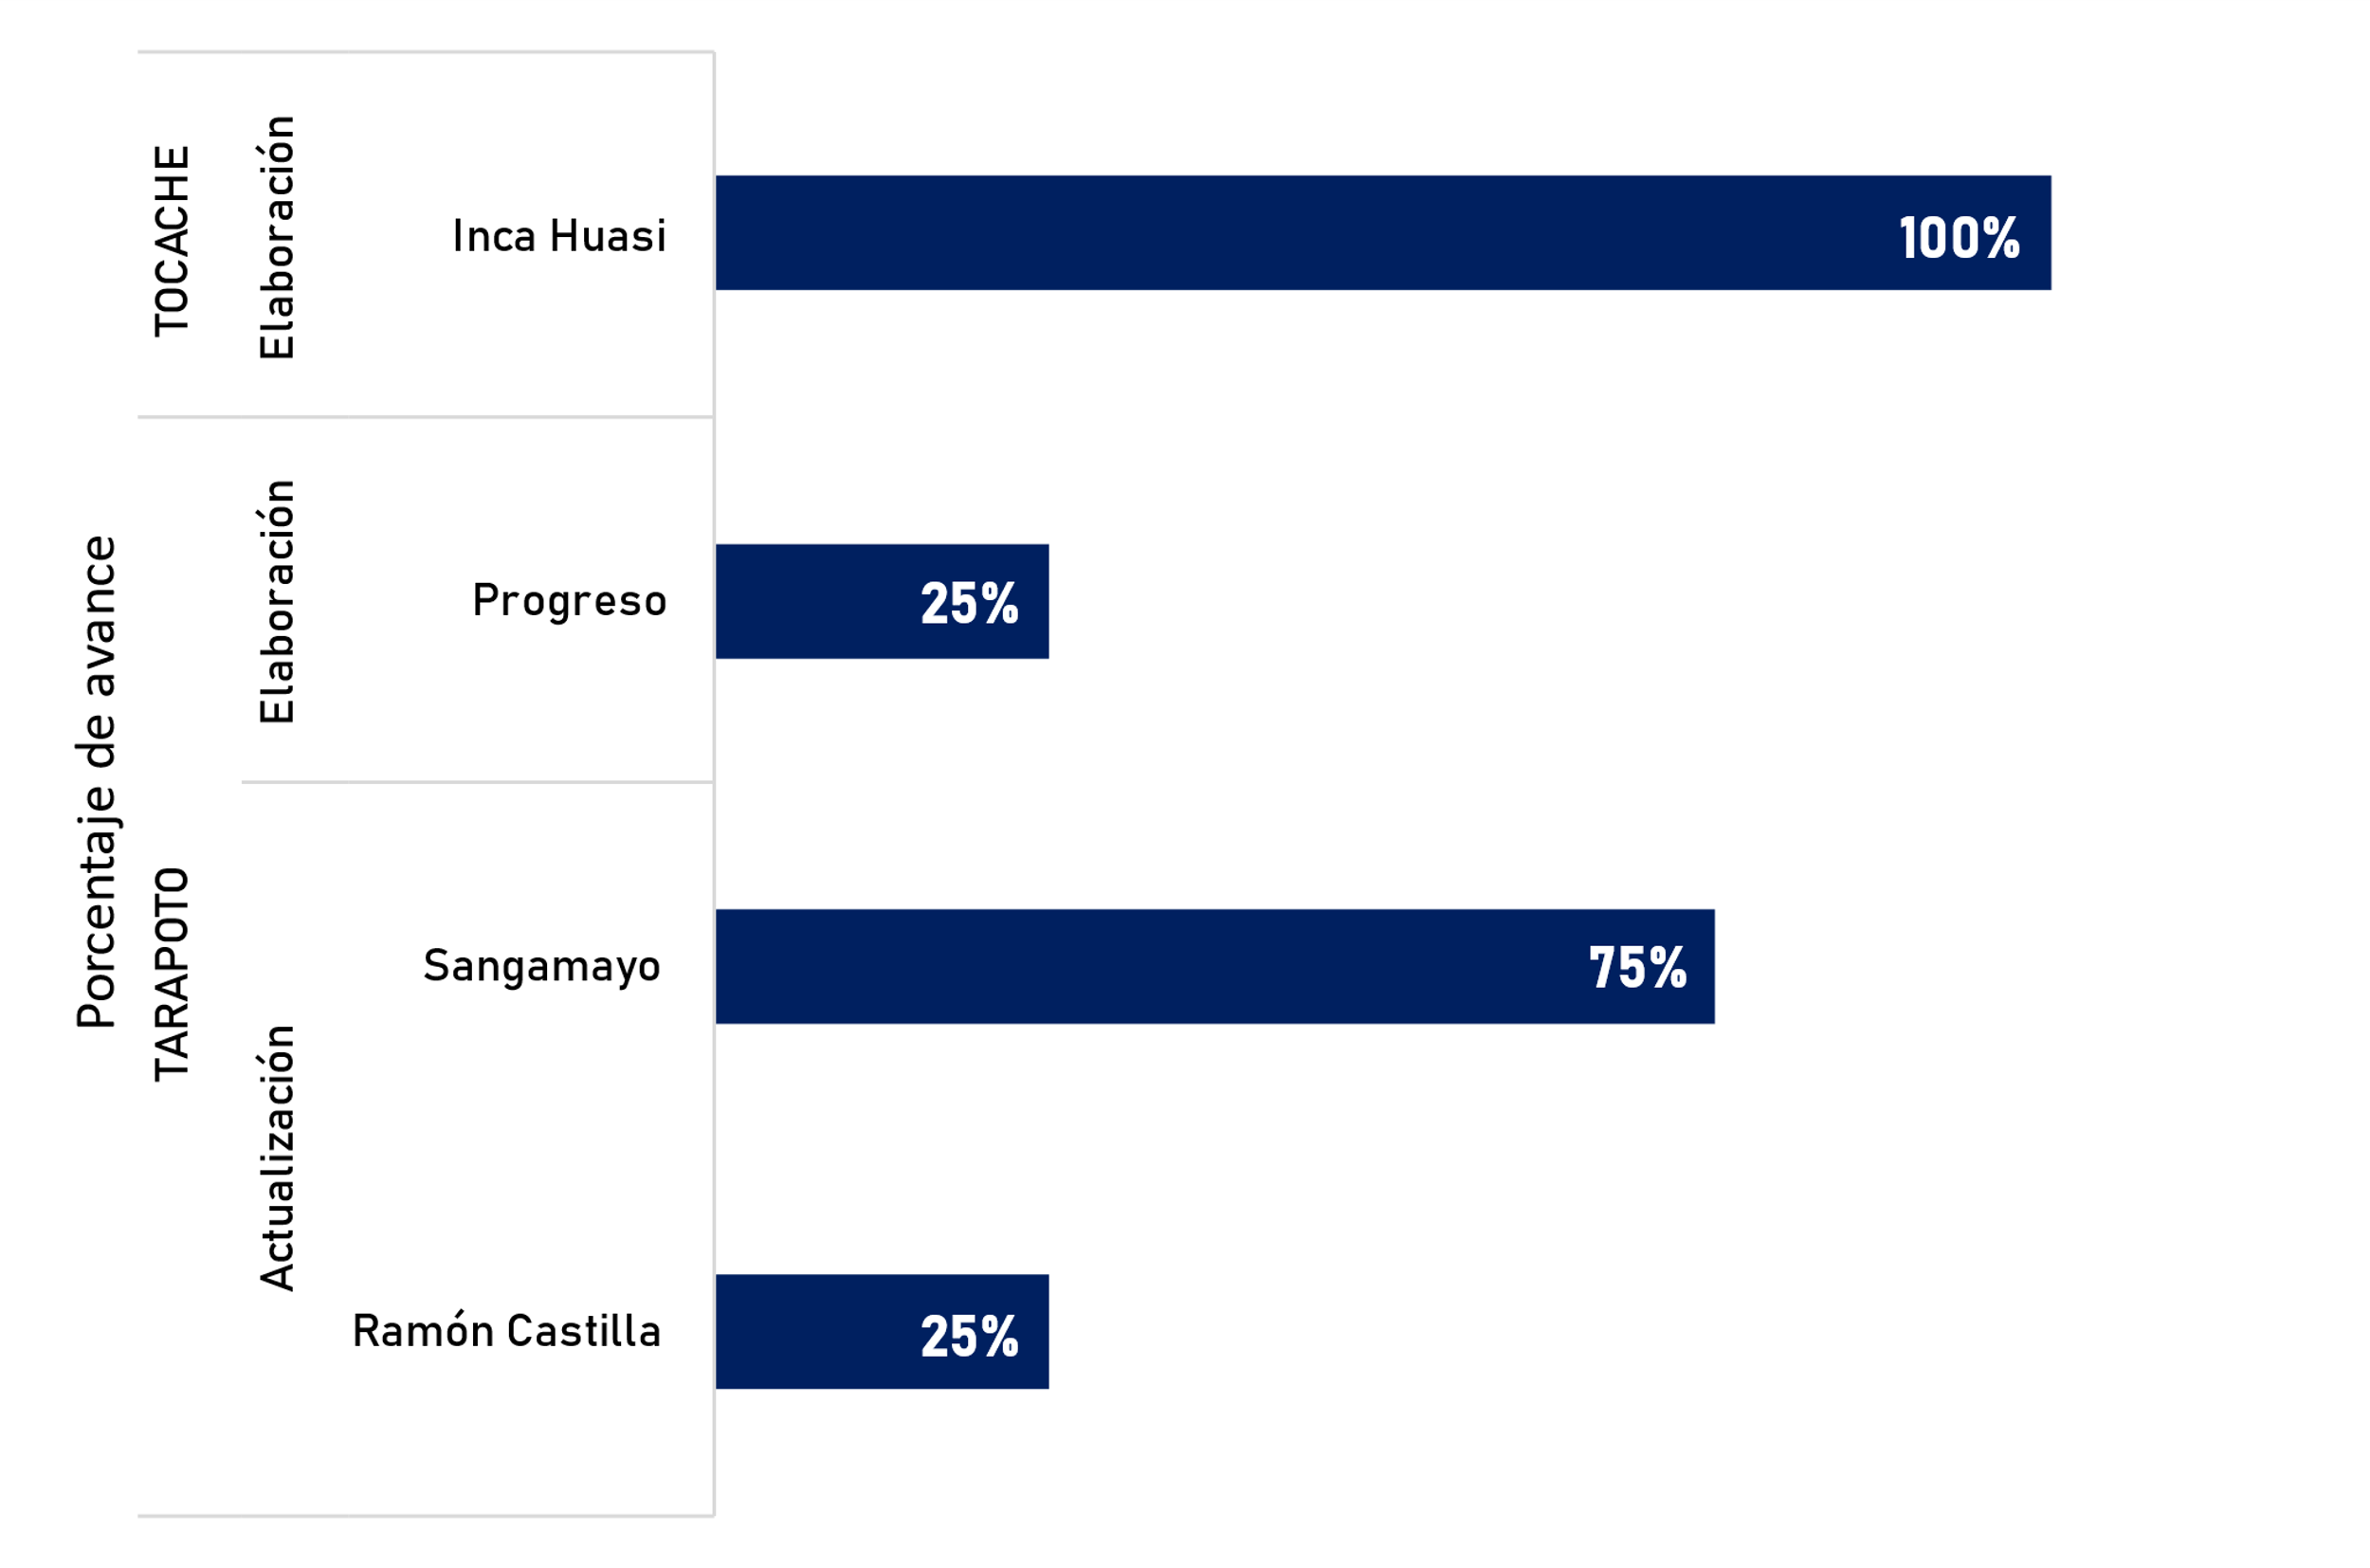 Porcentaje de avance
TOCACHE
Elaboración
Inca Huasi
100%
TARAPOTO
Elaboración
Progreso
25%
Actualización
Sangamayo
75%
Ramón Castilla
25%